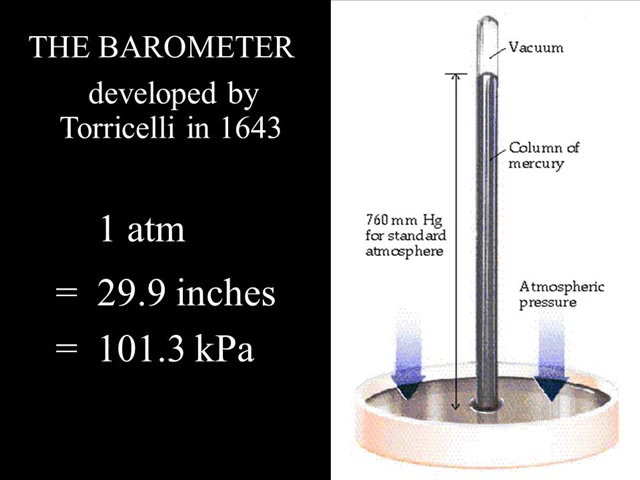 THE BAROMETER
developed by
Torricelli in 1643
1 atm
= 29.9 inches
= 101.3 kPa
Vacuum
Column of
mercury
760 mm Hg
for standard
atmosphere
Atmospheric
pressure